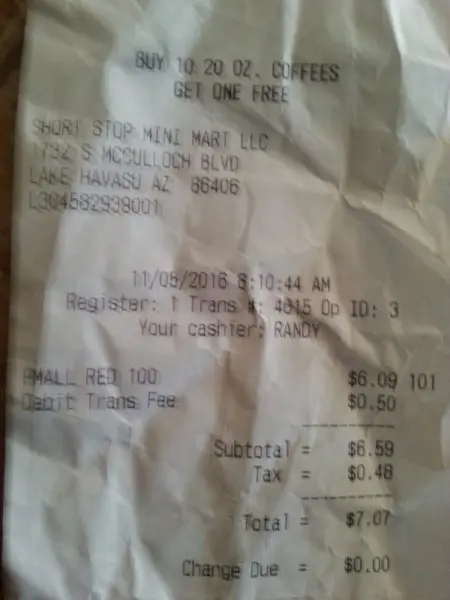 BUY 10 20 OZ. COFFEES
GET ONE FREE
SHORT STOP MINI MART LLC
1732 S MCCULLOCH BLVD
LAKE HAVASU AZ 86406
L304582939001
11/05/2016 8:10:44 AM
Register: 1 Trans #: 4015 Op ID: 3
Your cashier: RANDY
PMALL RED 100 $6.09 101
Debit Trans Fee $0.50
Subtotal = $6.59
Tax = $0.48
Total = $7.07
Change Due = $0.00